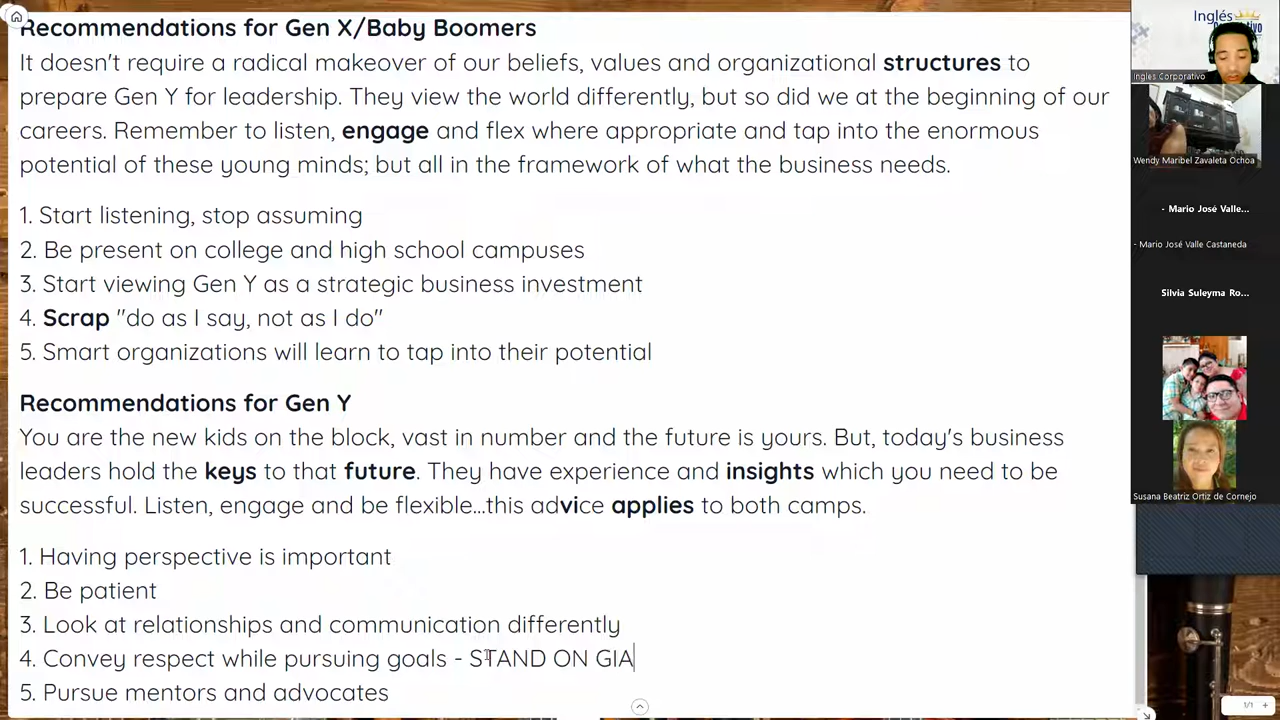 Recommendations for Gen X/Baby Boomers
It doesn't require a radical makeover of our beliefs, values and organizational structures to
prepare Gen Y for leadership. They view the world differently, but so did we at the beginning of our
careers. Remember to listen, engage and flex where appropriate and tap into the enormous
potential of these young minds; but all in the framework of what the business needs.
1. Start listening, stop assuming
2. Be present on college and high school campuses
3. Start viewing Gen Y as a strategic business investment
4. Scrap "do as I say, not as I do"
5. Smart organizations will learn to tap into their potential
Recommendations for Gen Y
You are the new kids on the block, vast in number and the future is yours. But, today's business
leaders hold the keys to that future. They have experience and insights which you need to be
successful. Listen, engage and be flexible...this advice applies to both camps.
1. Having perspective is important
2. Be patient
3. Look at relationships and communication differently
4. Convey respect while pursuing goals - STAND ON GIA
5. Pursue mentors and advocates
1/1
Inglés
Ingles Corporativo
Wendy Maribel Zavaleta Ochoa
- Mario José Valle...
- Mario José Valle Castaneda
Silvia Suleyma Ro...
Susana Beatriz Ortiz de Cornejo